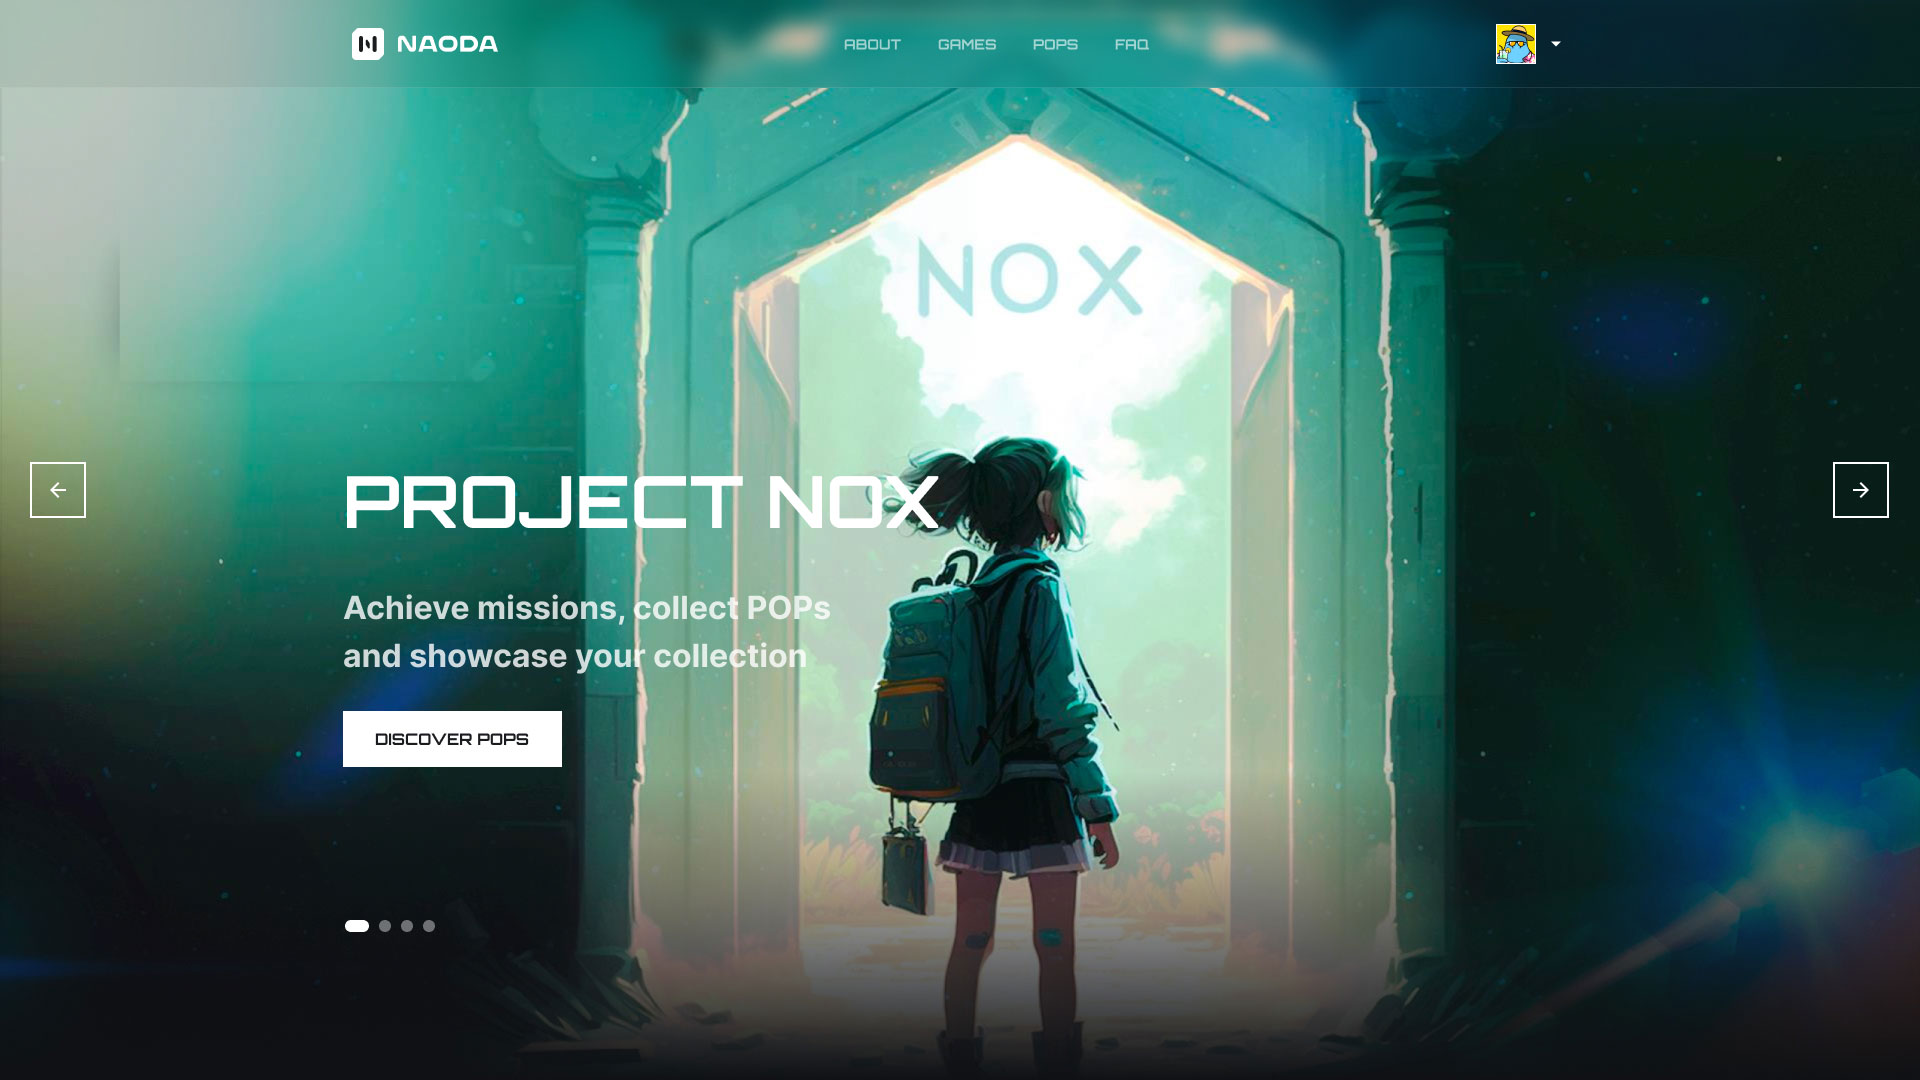 NAODA
ABOUT GAMES POPS FAQ
NOX
PROJECT NOX
Achieve missions, collect POPs
and showcase your collection
DISCOVER POPS